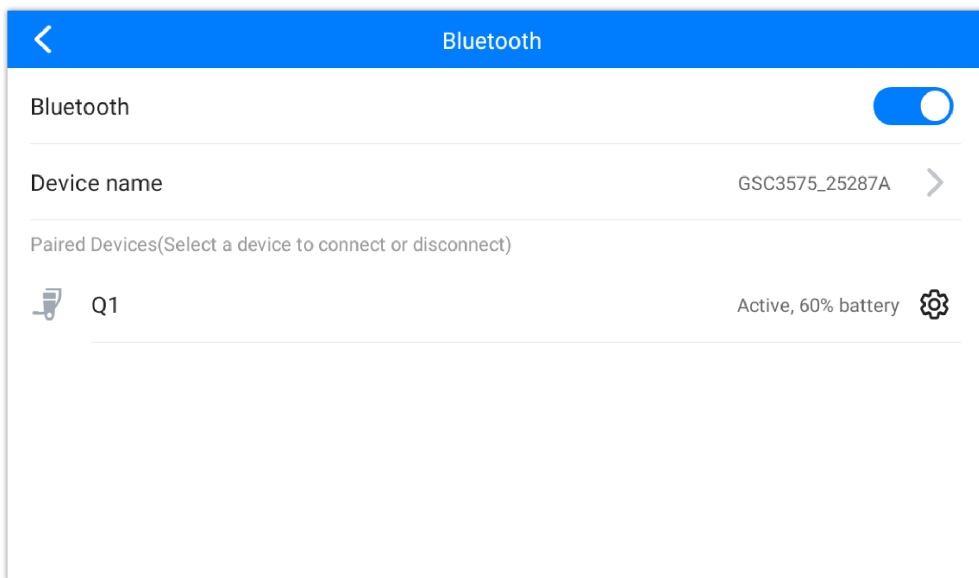 Bluetooth
Bluetooth
Device name GSC3575_25287A
Paired Devices(Select a device to connect or disconnect)
Q1 Active, 60% battery